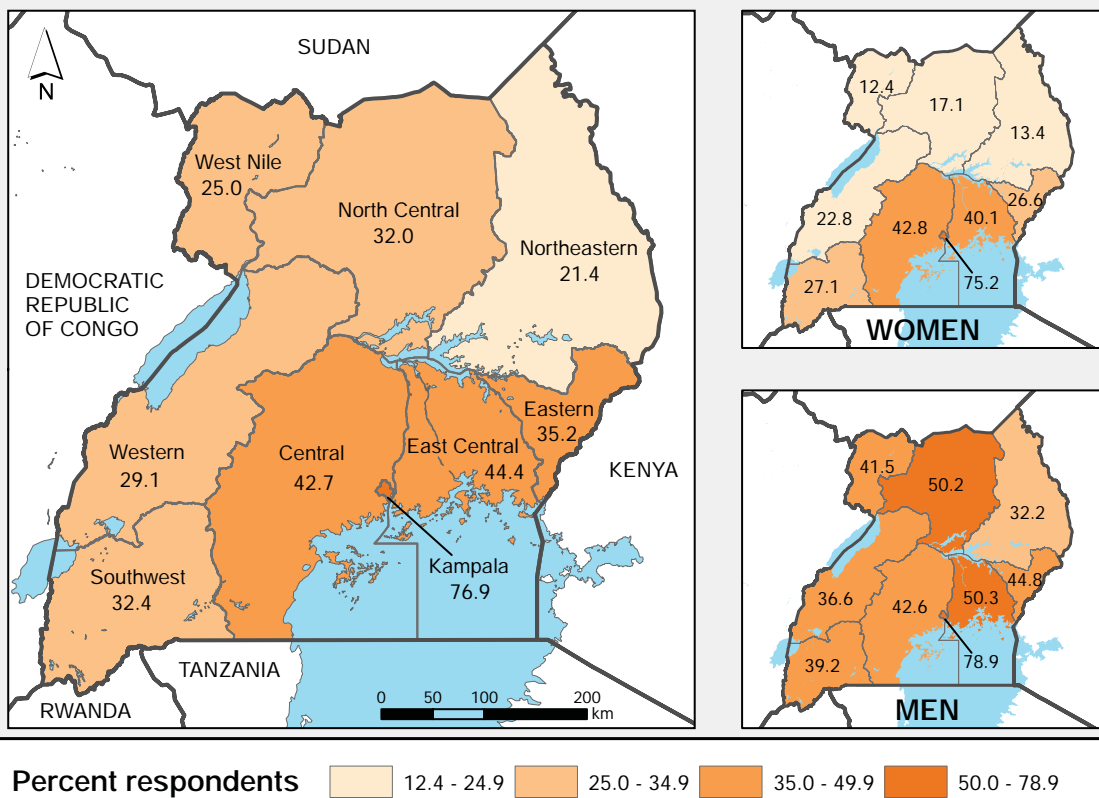 SUDAN
N
West Nile
25.0
North Central
32.0
Northeastern
21.4
DEMOCRATIC
REPUBLIC
OF CONGO
Western
29.1
Central
42.7
East Central
44.4
Eastern
35.2
KENYA
Kampala
76.9
Southwest
32.4
TANZANIA
RWANDA
0 50 100 200
km
12.4
17.1
13.4
26.6
22.8
42.8
40.1
27.1
75.2
WOMEN
41.5
50.2
32.2
44.8
36.6
42.6
50.3
39.2
78.9
MEN
Percent respondents 12.4 - 24.9 25.0 - 34.9 35.0 - 49.9 50.0 - 78.9